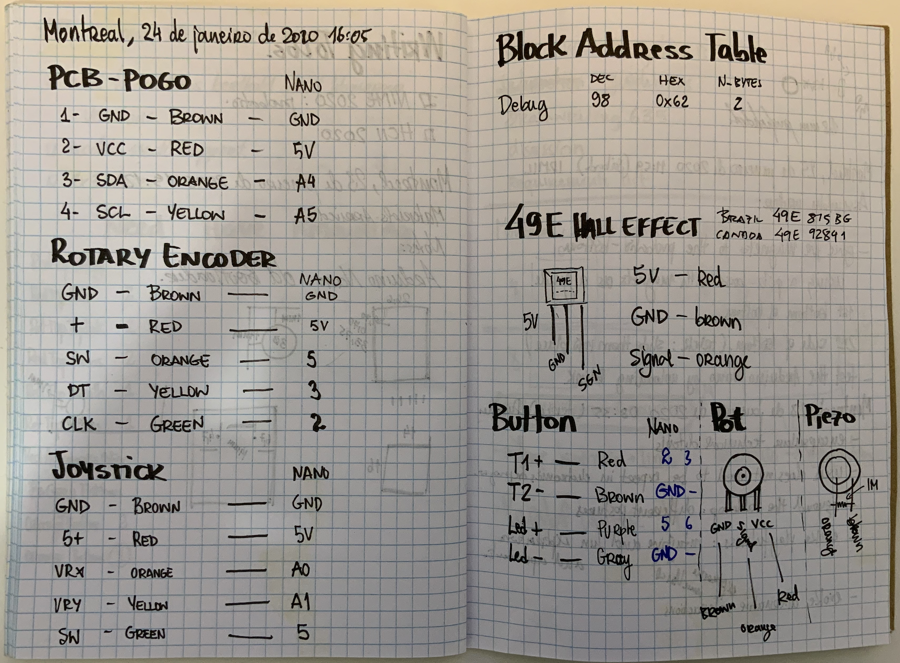 Montreal, 24 de janeiro de 2020 16:05
PCB-POGO NANO
1- GND - BROWN - GND
2- VCC - RED - 5V
3- SDA - ORANGE - A4
4- SCL - YELLOW - A5
ROTARY ENCODER
NANO
GND - BROWN — GND
+ - RED — 5V
SW - ORANGE — 5
DT - YELLOW — 3
CLK - GREEN — 2
JOYSTICK NANO
GND - BROWN — GND
5+ - RED — 5V
VRX - ORANGE — A0
VRY - YELLOW — A1
SW - GREEN — 5
Block Address Table
DEC HEX N-BYTES
Debug 98 0x62 2
49E HALL EFFECT
BRAZIL 49E 815BG
CANADA 49E 92841
49E
5V
GND
SGN
5V - Red
GND - brown
Signal - orange
Button NANO
T1+ — Red 2 3
T2- — Brown GND -
Led+ — Purple 5 6
Led- — Gray GND -
Pot
GND VCC
BROWN
orange
Red
Piezo
1M
orange
brown